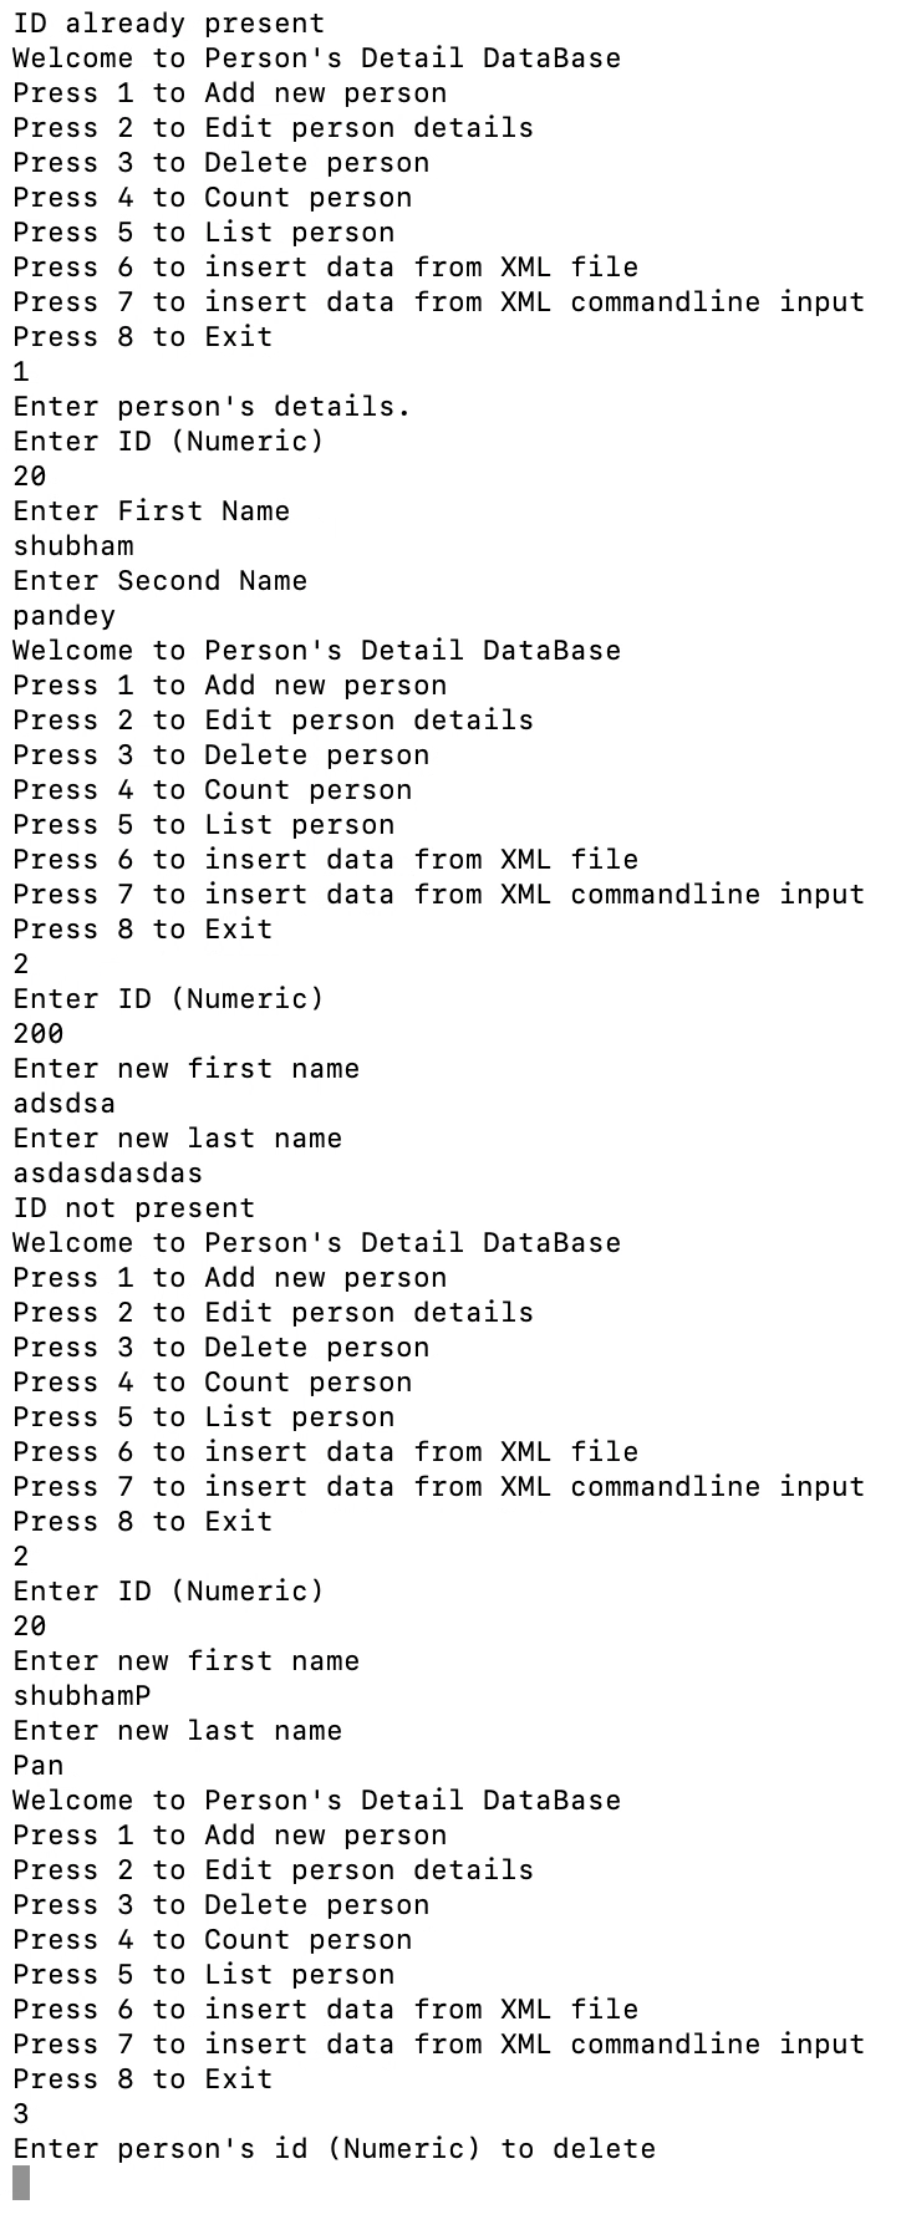 ID already present
Welcome to Person's Detail DataBase
Press 1 to Add new person
Press 2 to Edit person details
Press 3 to Delete person
Press 4 to Count person
Press 5 to List person
Press 6 to insert data from XML file
Press 7 to insert data from XML commandline input
Press 8 to Exit
1
Enter person's details.
Enter ID (Numeric)
20
Enter First Name
shubham
Enter Second Name
pandey
Welcome to Person's Detail DataBase
Press 1 to Add new person
Press 2 to Edit person details
Press 3 to Delete person
Press 4 to Count person
Press 5 to List person
Press 6 to insert data from XML file
Press 7 to insert data from XML commandline input
Press 8 to Exit
2
Enter ID (Numeric)
200
Enter new first name
adsdsa
Enter new last name
asdasdasdas
ID not present
Welcome to Person's Detail DataBase
Press 1 to Add new person
Press 2 to Edit person details
Press 3 to Delete person
Press 4 to Count person
Press 5 to List person
Press 6 to insert data from XML file
Press 7 to insert data from XML commandline input
Press 8 to Exit
2
Enter ID (Numeric)
20
Enter new first name
shubhamP
Enter new last name
Pan
Welcome to Person's Detail DataBase
Press 1 to Add new person
Press 2 to Edit person details
Press 3 to Delete person
Press 4 to Count person
Press 5 to List person
Press 6 to insert data from XML file
Press 7 to insert data from XML commandline input
Press 8 to Exit
3
Enter person's id (Numeric) to delete